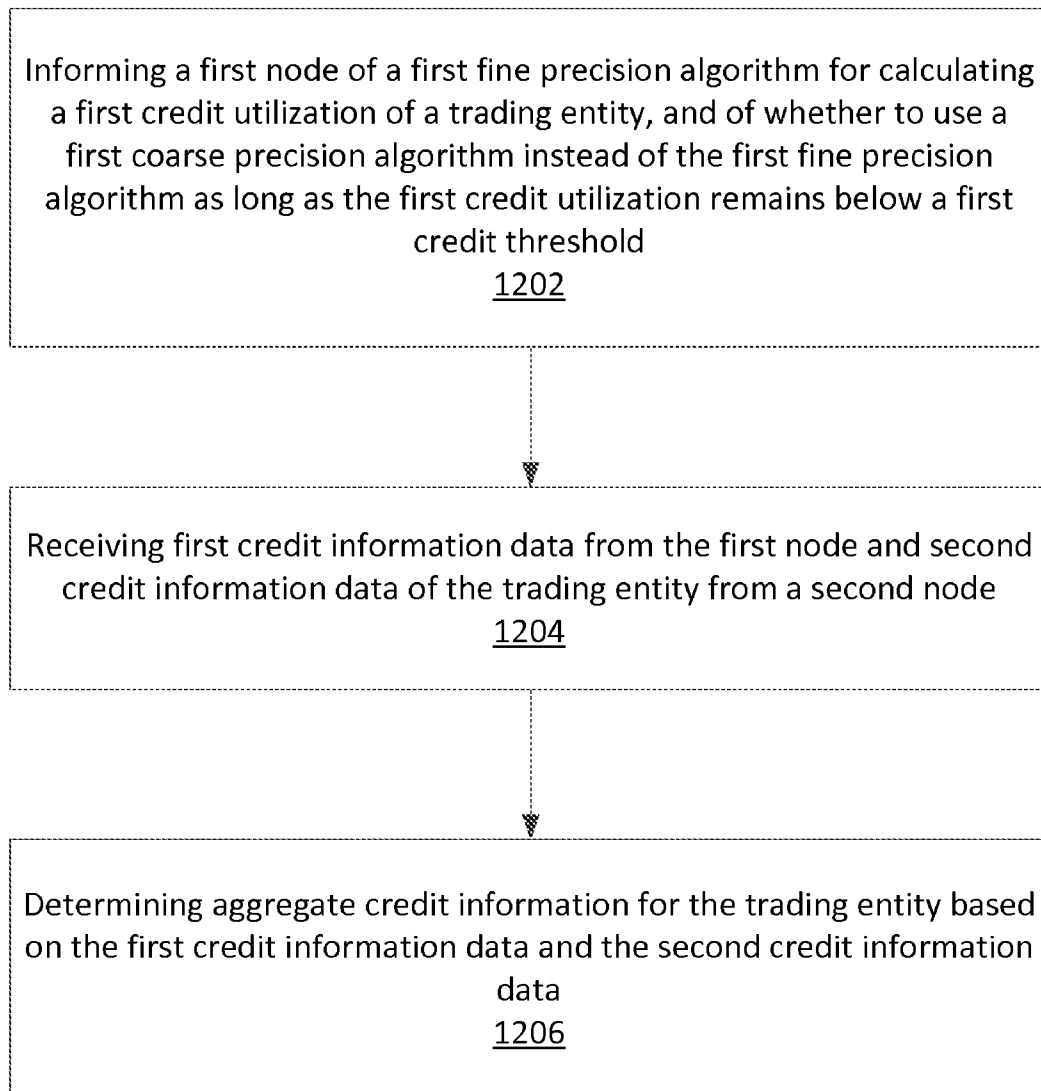 Informing a first node of a first fine precision algorithm for calculating
a first credit utilization of a trading entity, and of whether to use a
first coarse precision algorithm instead of the first fine precision
algorithm as long as the first credit utilization remains below a first
credit threshold
1202
Receiving first credit information data from the first node and second
credit information data of the trading entity from a second node
1204
Determining aggregate credit information for the trading entity based
on the first credit information data and the second credit information
data
1206